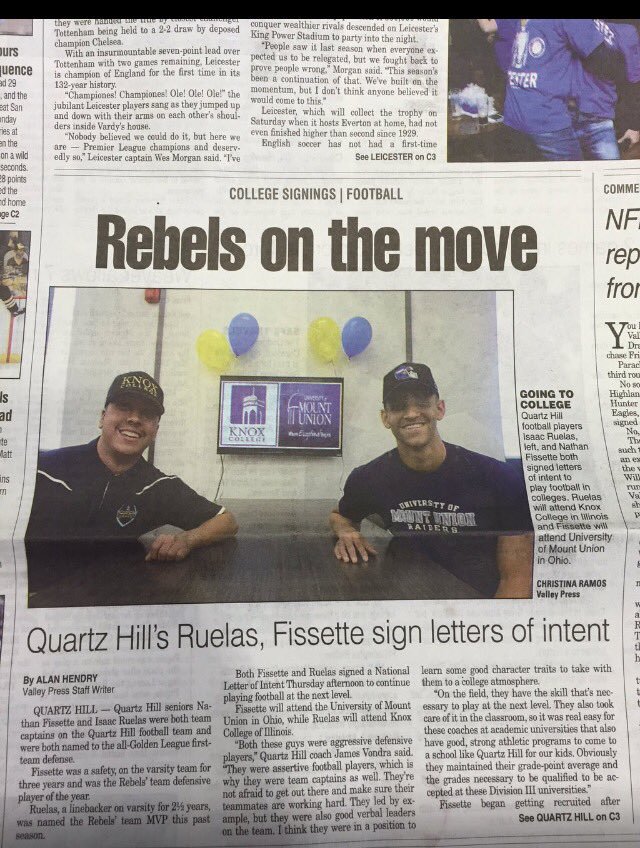 they were handed the title by closest challenger
Tottenham being held to a 2-2 draw by deposed
champion Chelsea.
With an insurmountable seven-point lead over
Tottenham with two games remaining, Leicester
is champion of England for the first time in its
132-year history.
“Championes! Championes! Ole! Ole! Ole!” the
jubilant Leicester players sang as they jumped up
and down with their arms on each other's shoul-
ders inside Vardy's house.
“Nobody believed we could do it, but here we
are — Premier League champions and deserv-
edly so,” Leicester captain Wes Morgan said. “I've
conquer wealthier rivals descended on Leicester's
King Power Stadium to party into the night.
“People saw it last season when everyone ex-
pected us to be relegated, but we fought back to
prove people wrong,” Morgan said. “This season's
been a continuation of that. We've built on the
momentum, but I don't think anyone believed it
would come to this.”
Leicester, which will collect the trophy on
Saturday when it hosts Everton at home, had not
even finished higher than second since 1929.
English soccer has not had a first-time
See LEICESTER on C3
COLLEGE SIGNINGS | FOOTBALL
Rebels on the move
KNOX
COLLEGE
KNOX
COLLEGE
UNIVERSITY OF
MOUNT
UNION
UNIVERSITY OF
MOUNT UNION
RAIDERS
GOING TO
COLLEGE
Quartz Hill
football players
Isaac Ruelas,
left, and Nathan
Fissette both
signed letters
of intent to
play football in
colleges. Ruelas
will attend Knox
College in Illinois
and Fissette will
attend University
of Mount Union
in Ohio.
CHRISTINA RAMOS
Valley Press
Quartz Hill's Ruelas, Fissette sign letters of intent
By ALAN HENDRY
Valley Press Staff Writer
QUARTZ HILL — Quartz Hill seniors Na-
than Fissette and Isaac Ruelas were both team
captains on the Quartz Hill football team and
were both named to the all-Golden League first-
team defense.
Fissette was a safety, on the varsity team for
three years and was the Rebels' team defensive
player of the year.
Ruelas, a linebacker on varsity for 2½ years,
was named the Rebels' team MVP this past
season.
Both Fissette and Ruelas signed a National
Letter of Intent Thursday afternoon to continue
playing football at the next level.
Fissette will attend the University of Mount
Union in Ohio, while Ruelas will attend Knox
College of Illinois.
“Both these guys were aggressive defensive
players,” Quartz Hill coach James Vondra said.
“They were assertive football players, which is
why they were team captains as well. They're
not afraid to get out there and make sure their
teammates are working hard. They led by ex-
ample, but they were also good verbal leaders
on the team. I think they were in a position to
learn some good character traits to take with
them to a college atmosphere.
“On the field, they have the skill that's nec-
essary to play at the next level. They also took
care of it in the classroom, so it was real easy for
these coaches at academic universities that also
have good, strong athletic programs to come to
a school like Quartz Hill for our kids. Obviously
they maintained their grade-point average and
the grades necessary to be qualified to be ac-
cepted at these Division III universities.”
Fissette began getting recruited after
See QUARTZ HILL on C3